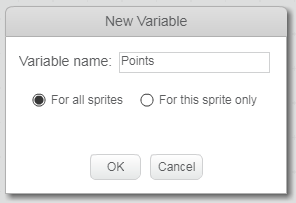 New Variable
Variable name: Points
For all sprites For this sprite only
OK Cancel